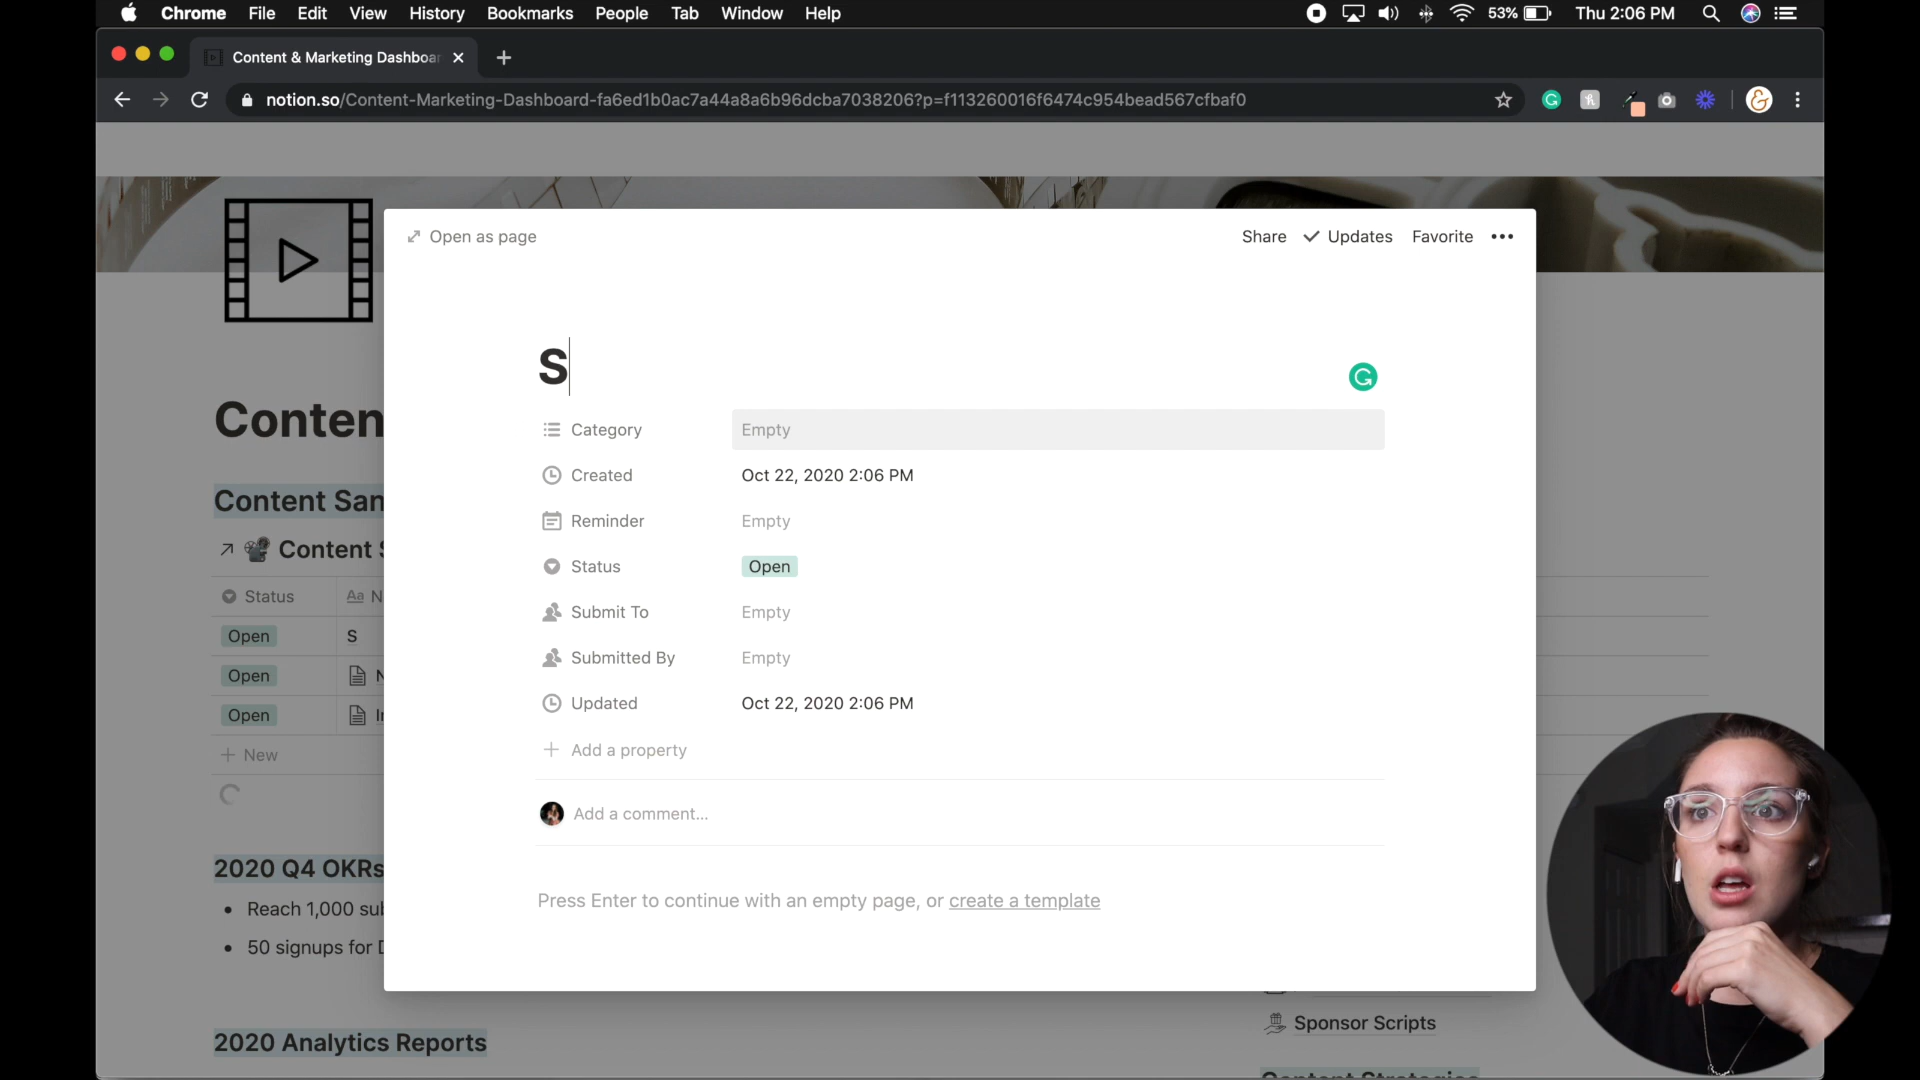 Chrome File Edit View History Bookmarks People Tab Window Help 53% Thu 2:06 PM
Content & Marketing Dashboar
notion.so/Content-Marketing-Dashboard-fa6ed1b0ac7a44a8a6b96dcba7038206?p=f113260016f6474c954bead567cfbaf0
Open as page Share Updates Favorite
S
Category Empty
Created Oct 22, 2020 2:06 PM
Reminder Empty
Status Open
Submit To Empty
Submitted By Empty
Updated Oct 22, 2020 2:06 PM
Add a property
Add a comment...
Press Enter to continue with an empty page, or create a template
Conten
Content San
Content S
Status Aa N
Open S
Open N
Open I
New
2020 Q4 OKRs
Reach 1,000 su
50 signups for
2020 Analytics Reports
Sponsor Scripts